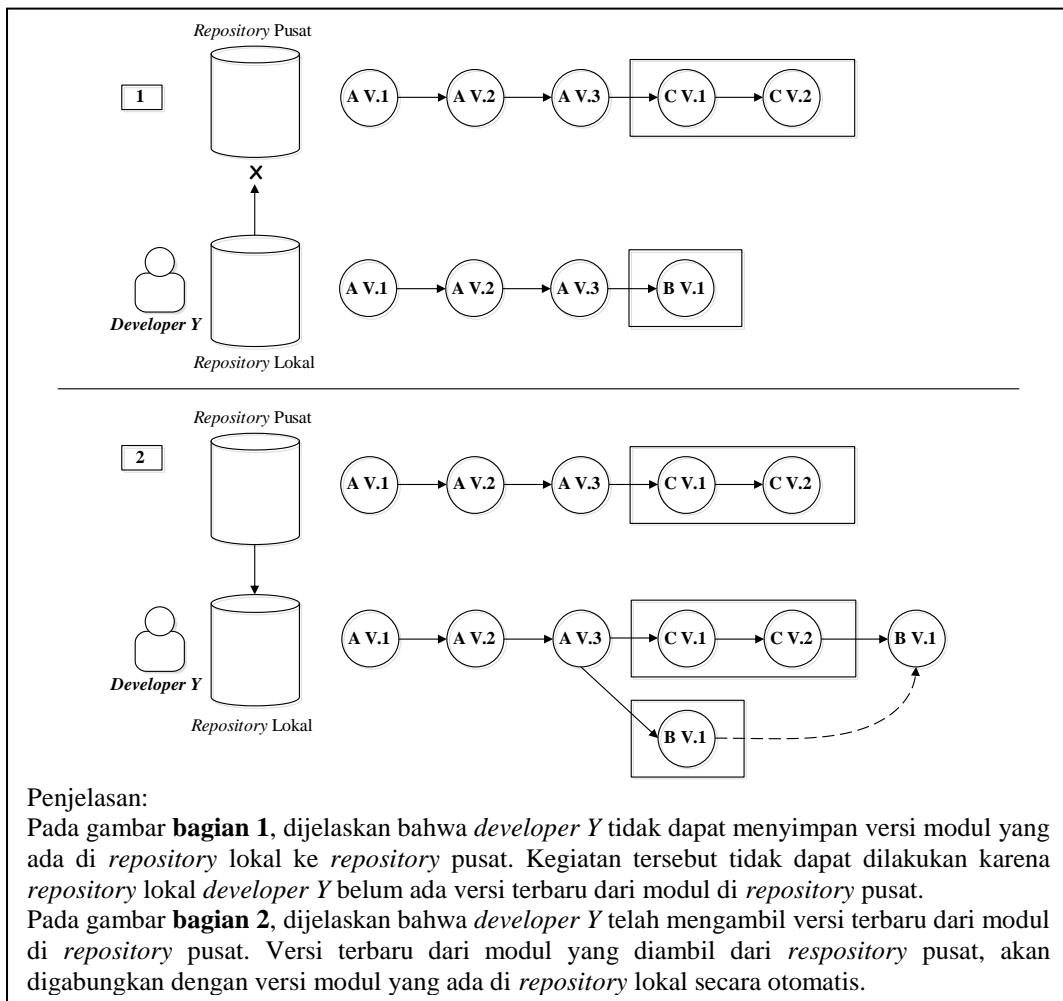 Repository Pusat
1
A V.1 A V.2 A V.3 C V.1 C V.2
X
A V.1 A V.2 A V.3 B V.1
Developer Y
Repository Lokal
Repository Pusat
2
A V.1 A V.2 A V.3 C V.1 C V.2
A V.1 A V.2 A V.3 C V.1 C V.2 B V.1
Developer Y
Repository Lokal
B V.1
Penjelasan:
Pada gambar bagian 1, dijelaskan bahwa developer Y tidak dapat menyimpan versi modul yang
ada di repository lokal ke repository pusat. Kegiatan tersebut tidak dapat dilakukan karena
repository lokal developer Y belum ada versi terbaru dari modul di repository pusat.
Pada gambar bagian 2, dijelaskan bahwa developer Y telah mengambil versi terbaru dari modul
di repository pusat. Versi terbaru dari modul yang diambil dari respository pusat, akan
digabungkan dengan versi modul yang ada di repository lokal secara otomatis.